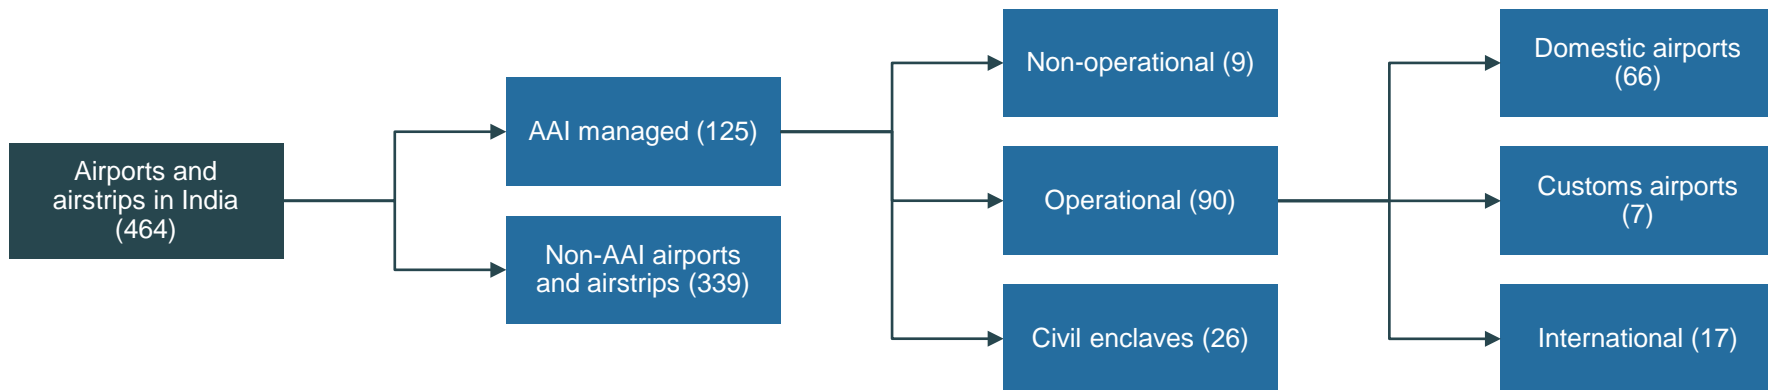 Airports and
airstrips in India
(464)
AAI managed (125)
Non-AAI airports
and airstrips (339)
Non-operational (9)
Operational (90)
Civil enclaves (26)
Domestic airports
(66)
Customs airports
(7)
International (17)